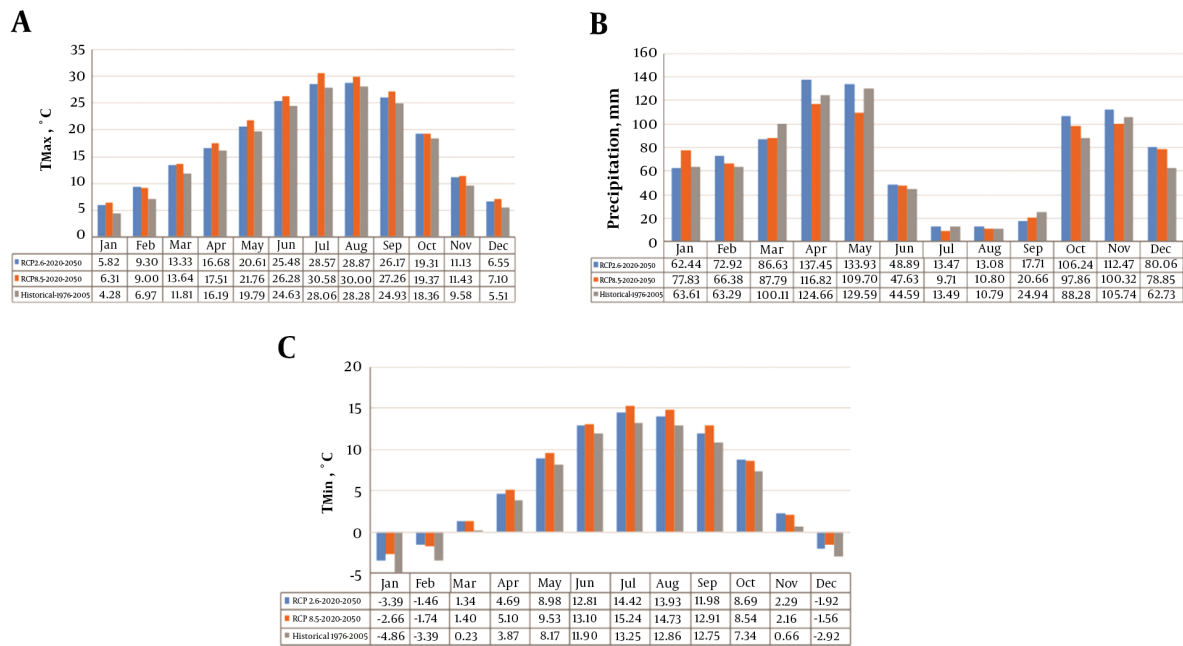 A
TMax, °C
35
30
25
20
15
10
5
0
Jan Feb Mar Apr May Jun Jul Aug Sep Oct Nov Dec
RCP2.6-2020-2050 5.82 9.30 13.33 16.68 20.61 25.48 28.57 28.87 26.17 19.31 11.13 6.55
RCP8.5-2020-2050 6.31 9.00 13.64 17.51 21.76 26.28 30.58 30.00 27.26 19.37 11.43 7.10
Historical-1976-2005 4.28 6.97 11.81 16.19 19.79 24.63 28.06 28.28 24.93 18.36 9.58 5.51
B
Precipitation, mm
160
140
120
100
80
60
40
20
0
Jan Feb Mar Apr May Jun Jul Aug Sep Oct Nov Dec
RCP2.6-2020-2050 62.44 72.92 86.63 137.45 133.93 48.89 13.47 13.08 17.71 106.24 112.47 80.06
RCP8.5-2020-2050 77.83 66.38 87.79 116.82 109.70 47.63 9.71 10.80 20.66 97.86 100.32 78.85
Historical-1976-2005 63.61 63.29 100.11 124.66 129.59 44.59 13.49 10.79 24.94 88.28 105.74 62.73
C
TMin, °C
20
15
10
5
0
-5
Jan Feb Mar Apr May Jun Jul Aug Sep Oct Nov Dec
RCP 2.6-2020-2050 -3.39 -1.46 1.34 4.69 8.98 12.81 14.42 13.93 11.98 8.69 2.29 -1.92
RCP 8.5-2020-2050 -2.66 -1.74 1.40 5.10 9.53 13.10 15.24 14.73 12.91 8.54 2.16 -1.56
Historical 1976-2005 -4.86 -3.39 0.23 3.87 8.17 11.90 13.25 12.86 12.75 7.34 0.66 -2.92